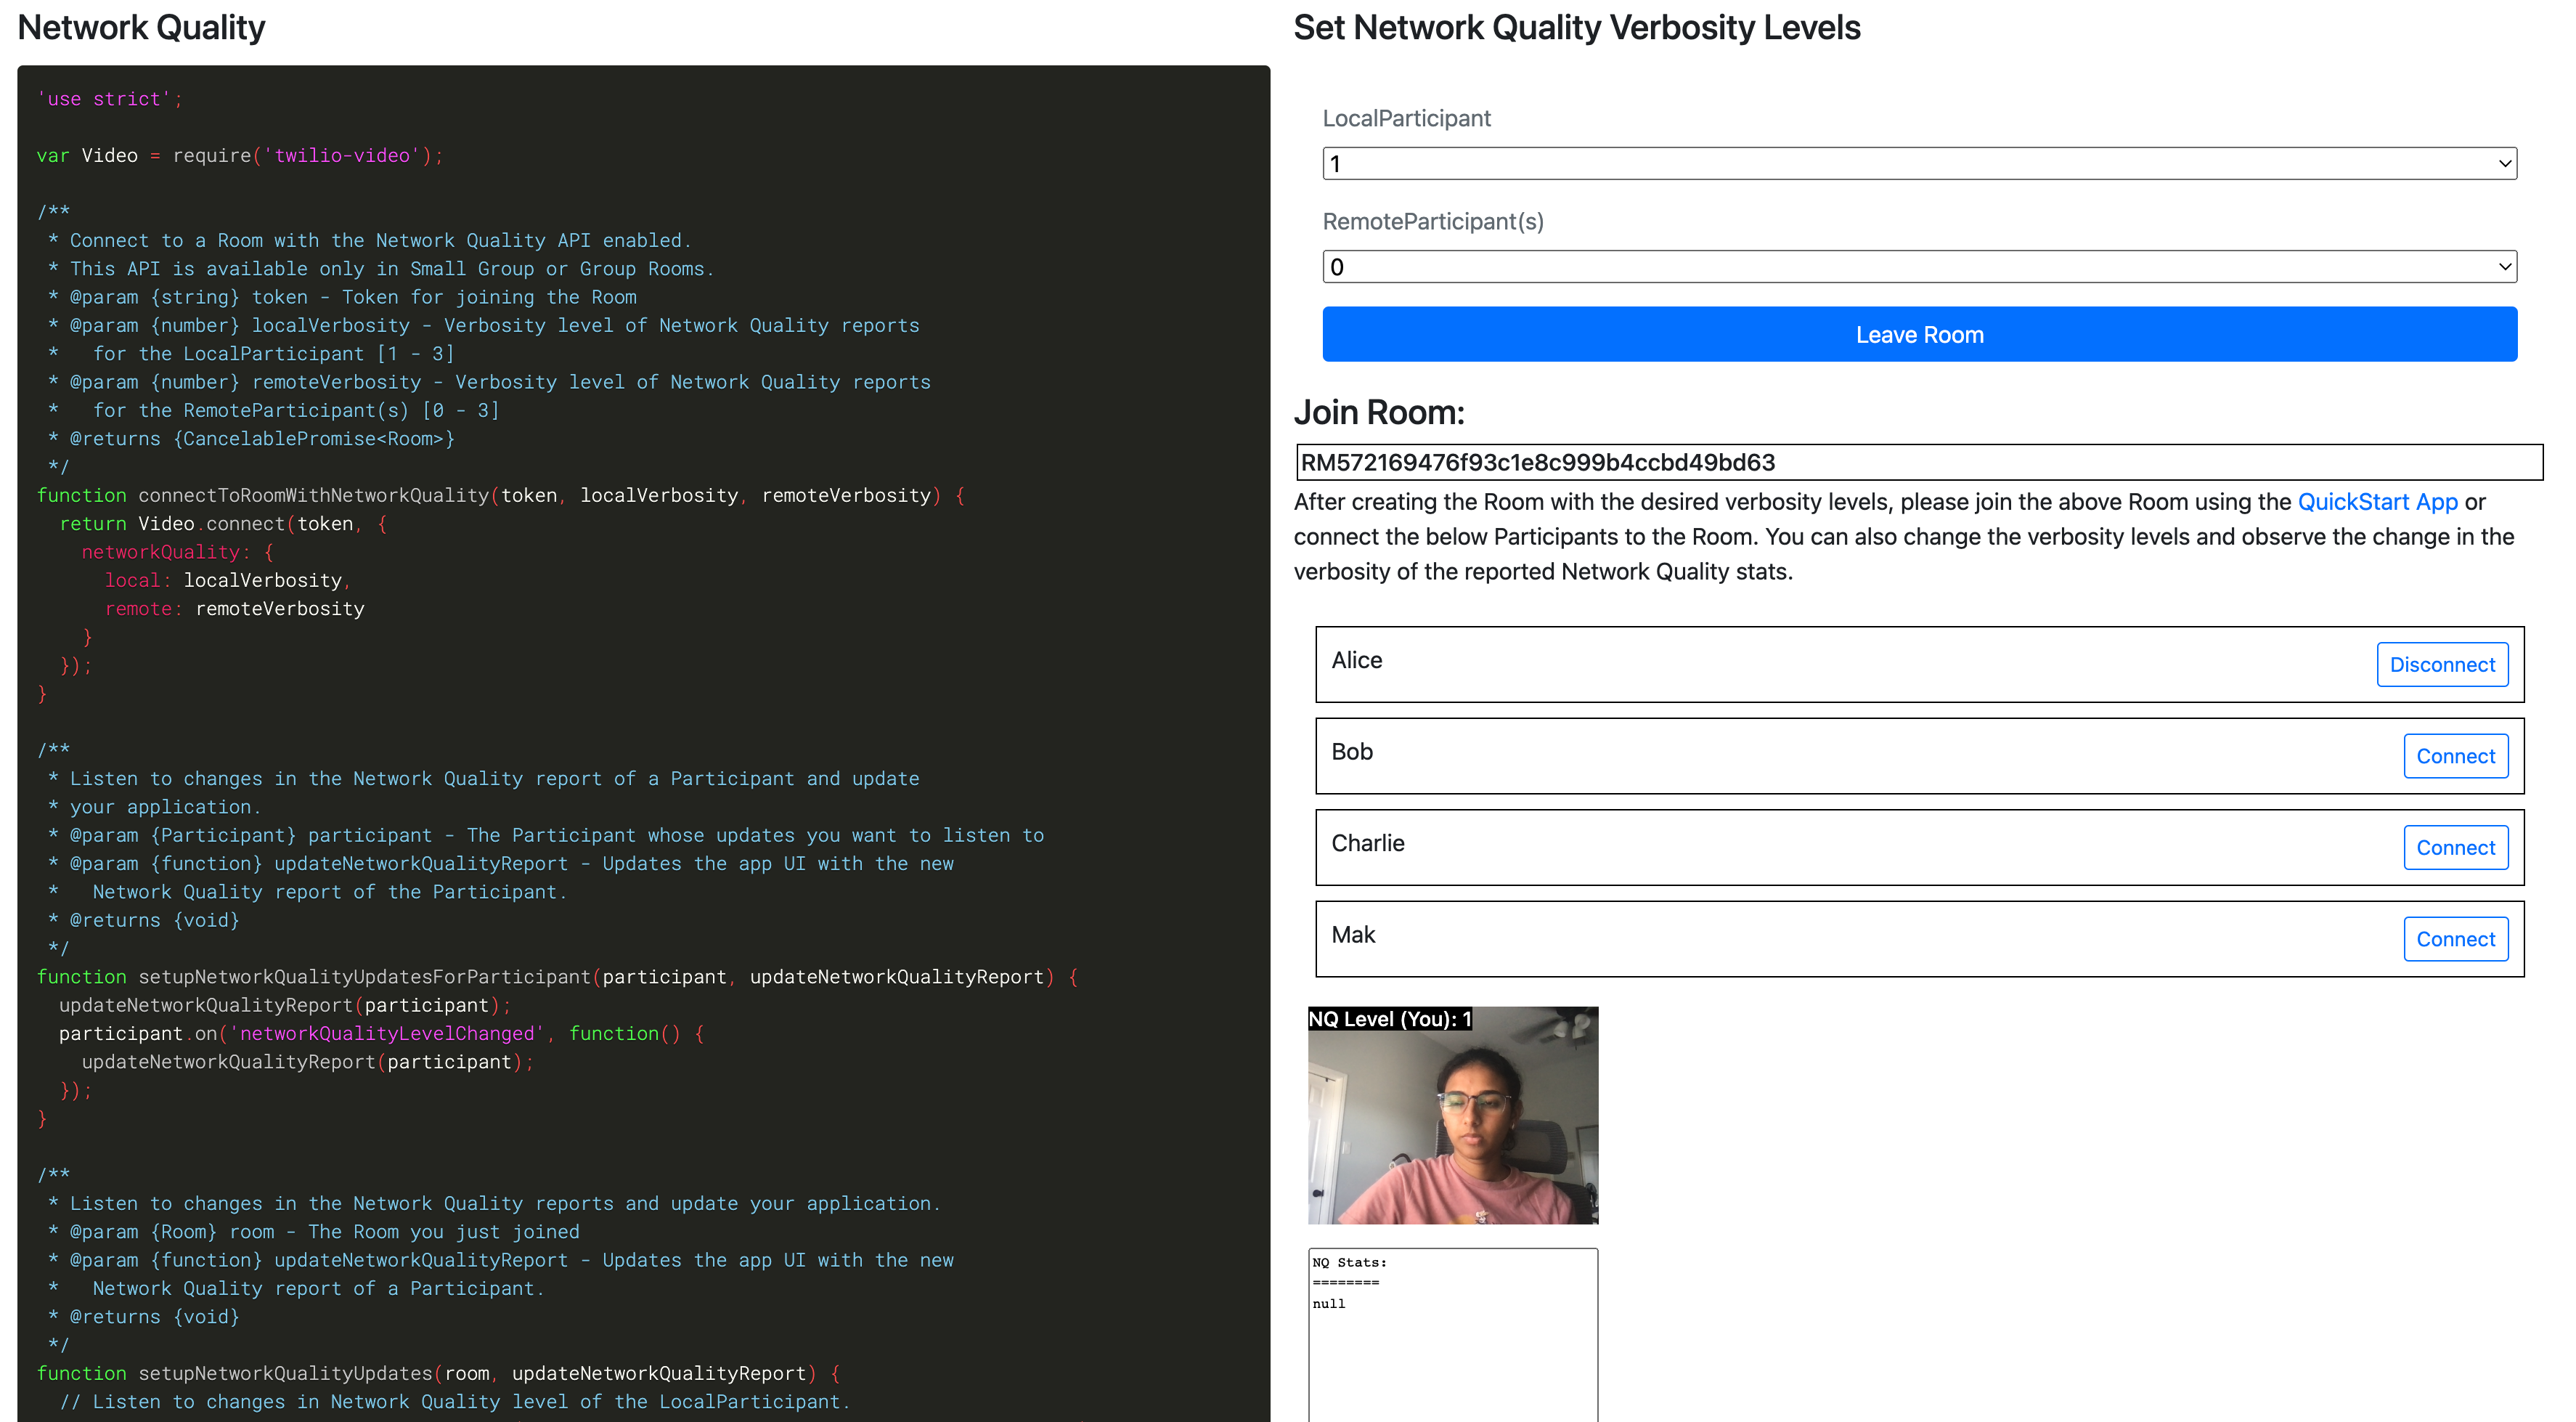 Network Quality
'use strict';
var Video = require('twilio-video');
/**
 * Connect to a Room with the Network Quality API enabled.
 * This API is available only in Small Group or Group Rooms.
 * @param {string} token - Token for joining the Room
 * @param {number} localVerbosity - Verbosity level of Network Quality reports
 *   for the LocalParticipant [1 - 3]
 * @param {number} remoteVerbosity - Verbosity level of Network Quality reports
 *   for the RemoteParticipant(s) [0 - 3]
 * @returns {CancelablePromise<Room>}
 */
function connectToRoomWithNetworkQuality(token, localVerbosity, remoteVerbosity) {
  return Video.connect(token, {
    networkQuality: {
      local: localVerbosity,
      remote: remoteVerbosity
    }
  });
}
/**
 * Listen to changes in the Network Quality report of a Participant and update
 * your application.
 * @param {Participant} participant - The Participant whose updates you want to listen to
 * @param {function} updateNetworkQualityReport - Updates the app UI with the new
 *   Network Quality report of the Participant.
 * @returns {void}
 */
function setupNetworkQualityUpdatesForParticipant(participant, updateNetworkQualityReport) {
  updateNetworkQualityReport(participant);
  participant.on('networkQualityLevelChanged', function() {
    updateNetworkQualityReport(participant);
  });
}
/**
 * Listen to changes in the Network Quality reports and update your application.
 * @param {Room} room - The Room you just joined
 * @param {function} updateNetworkQualityReport - Updates the app UI with the new
 *   Network Quality report of a Participant.
 * @returns {void}
 */
function setupNetworkQualityUpdates(room, updateNetworkQualityReport) {
  // Listen to changes in Network Quality level of the LocalParticipant.
Set Network Quality Verbosity Levels
LocalParticipant
1
RemoteParticipant(s)
0
Leave Room
Join Room:
RM572169476f93c1e8c999b4ccbd49bd63
After creating the Room with the desired verbosity levels, please join the above Room using the QuickStart App or
connect the below Participants to the Room. You can also change the verbosity levels and observe the change in the
verbosity of the reported Network Quality stats.
Alice
Disconnect
Bob
Connect
Charlie
Connect
Mak
Connect
NQ Level (You): 1
NQ Stats:
========
null